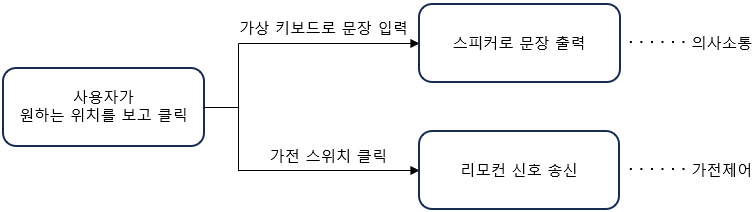 가상 키보드로 문장 입력
스피커로 문장 출력
······ 의사소통
사용자가
원하는 위치를 보고 클릭
가전 스위치 클릭
리모컨 신호 송신
······ 가전제어